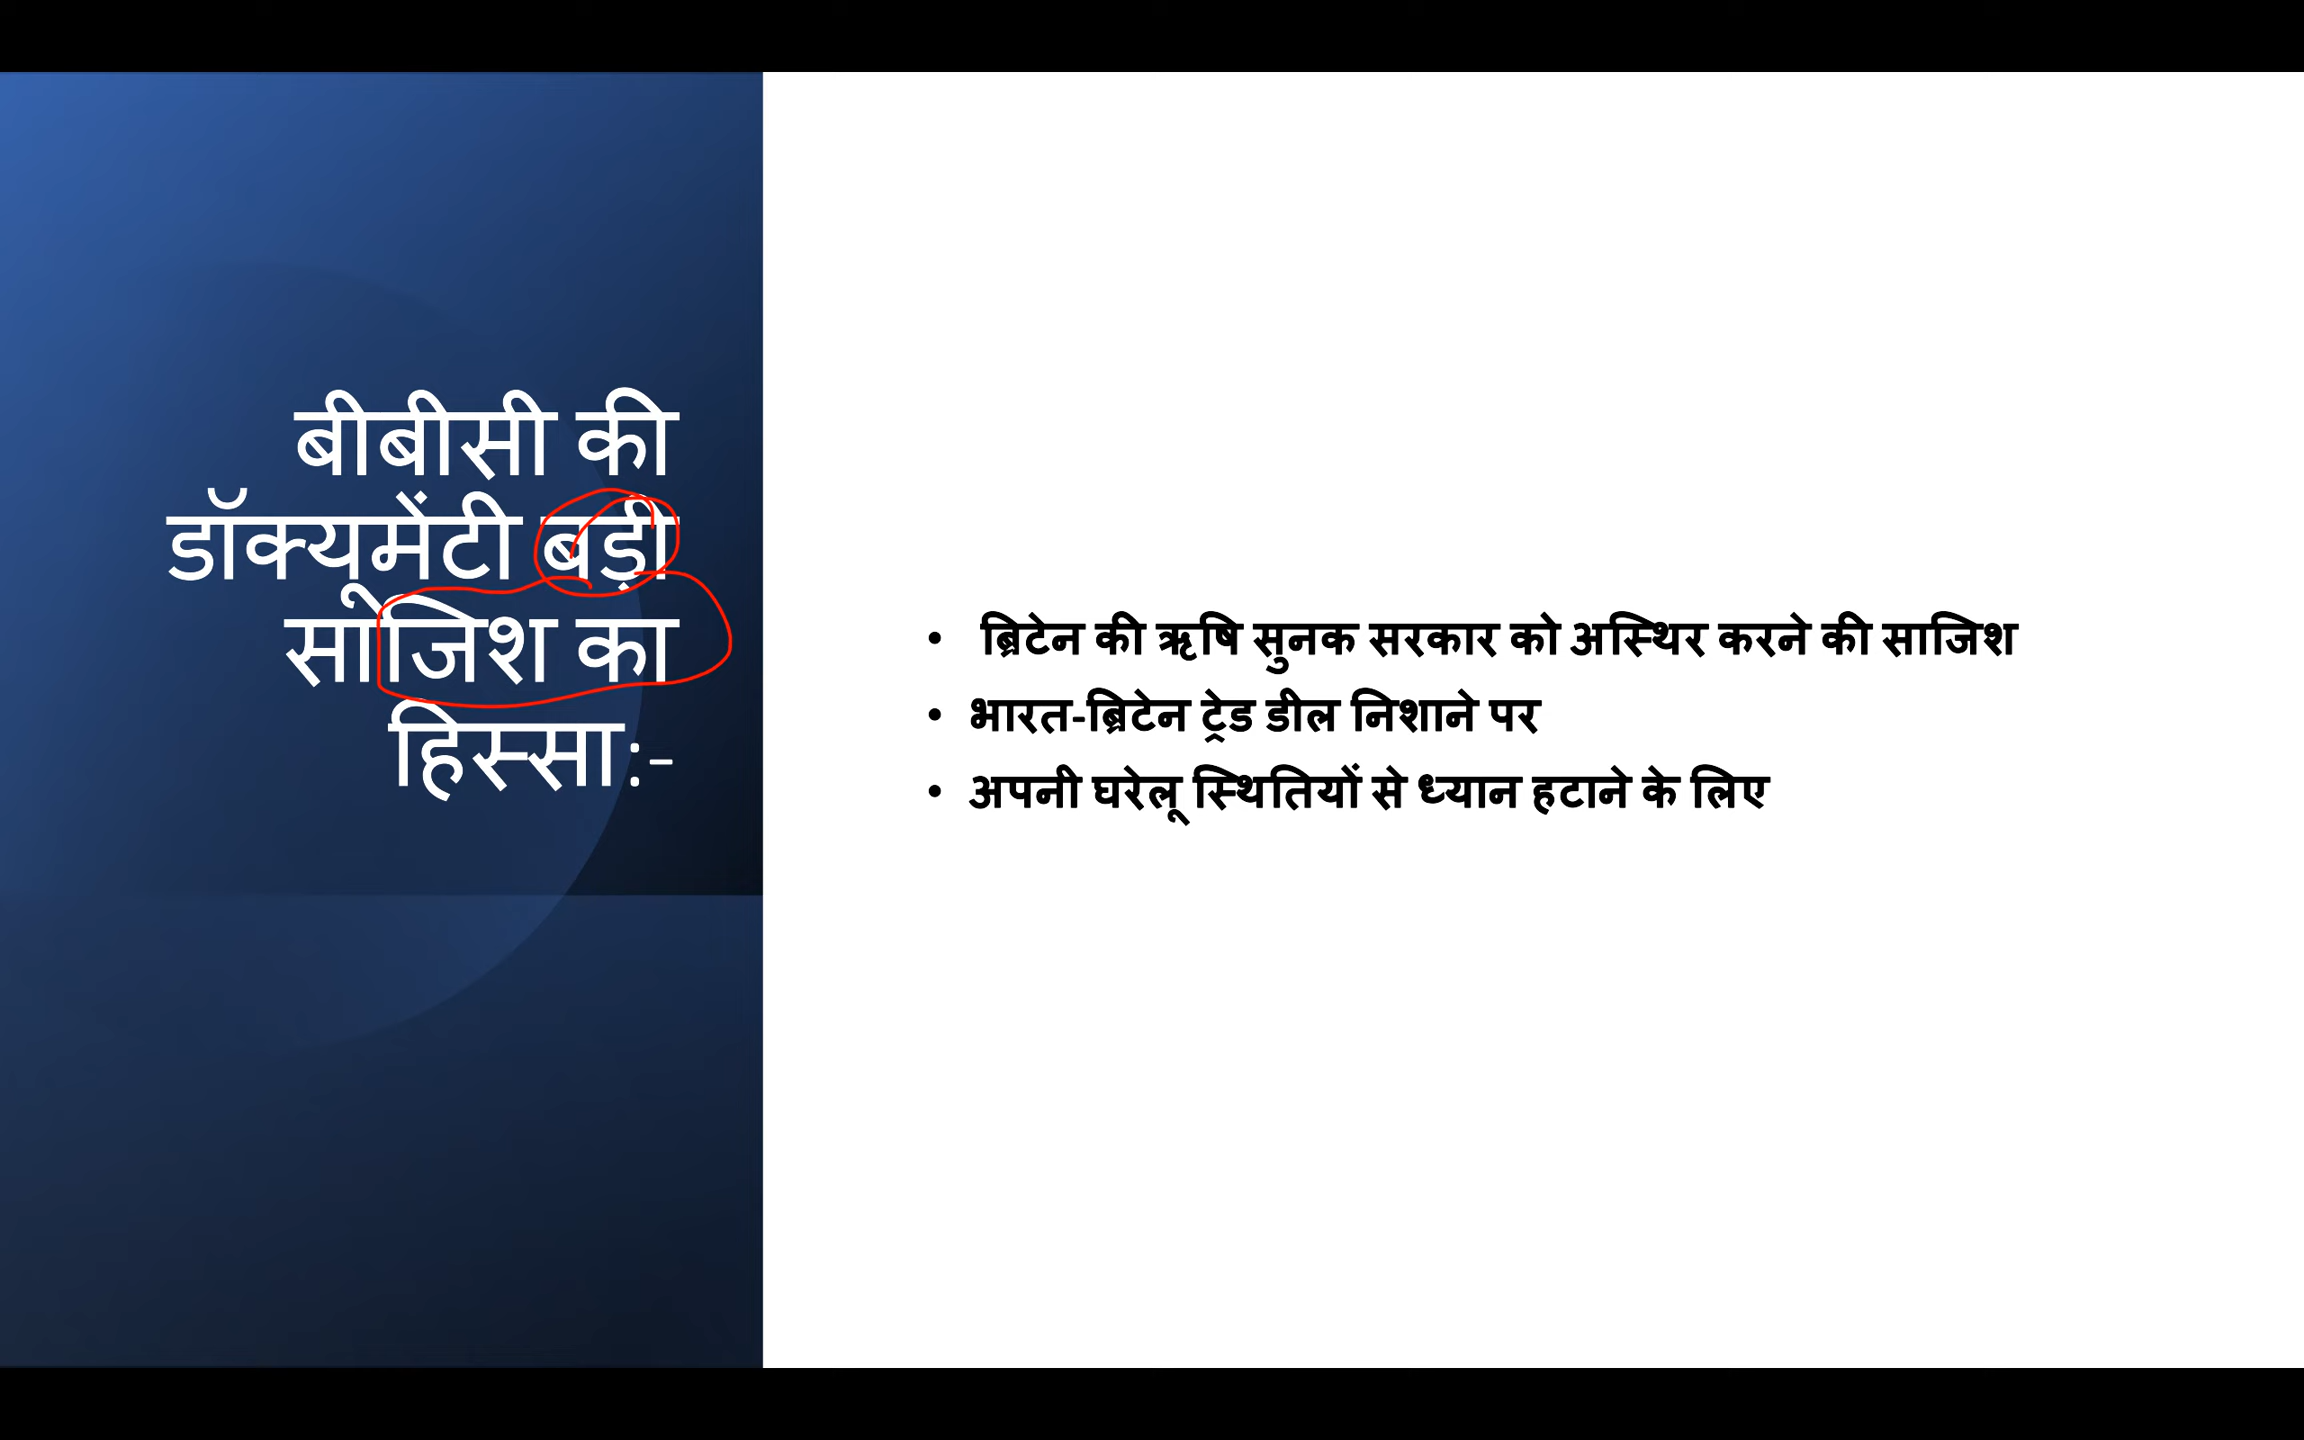 बीबीसी की
डॉक्यूमेंटी बड़ी
साजिश का
हिस्सा:-
• ब्रिटेन की ऋषि सुनक सरकार को अस्थिर करने की साजिश
• भारत-ब्रिटेन ट्रेड डील निशाने पर
• अपनी घरेलू स्थितियों से ध्यान हटाने के लिए